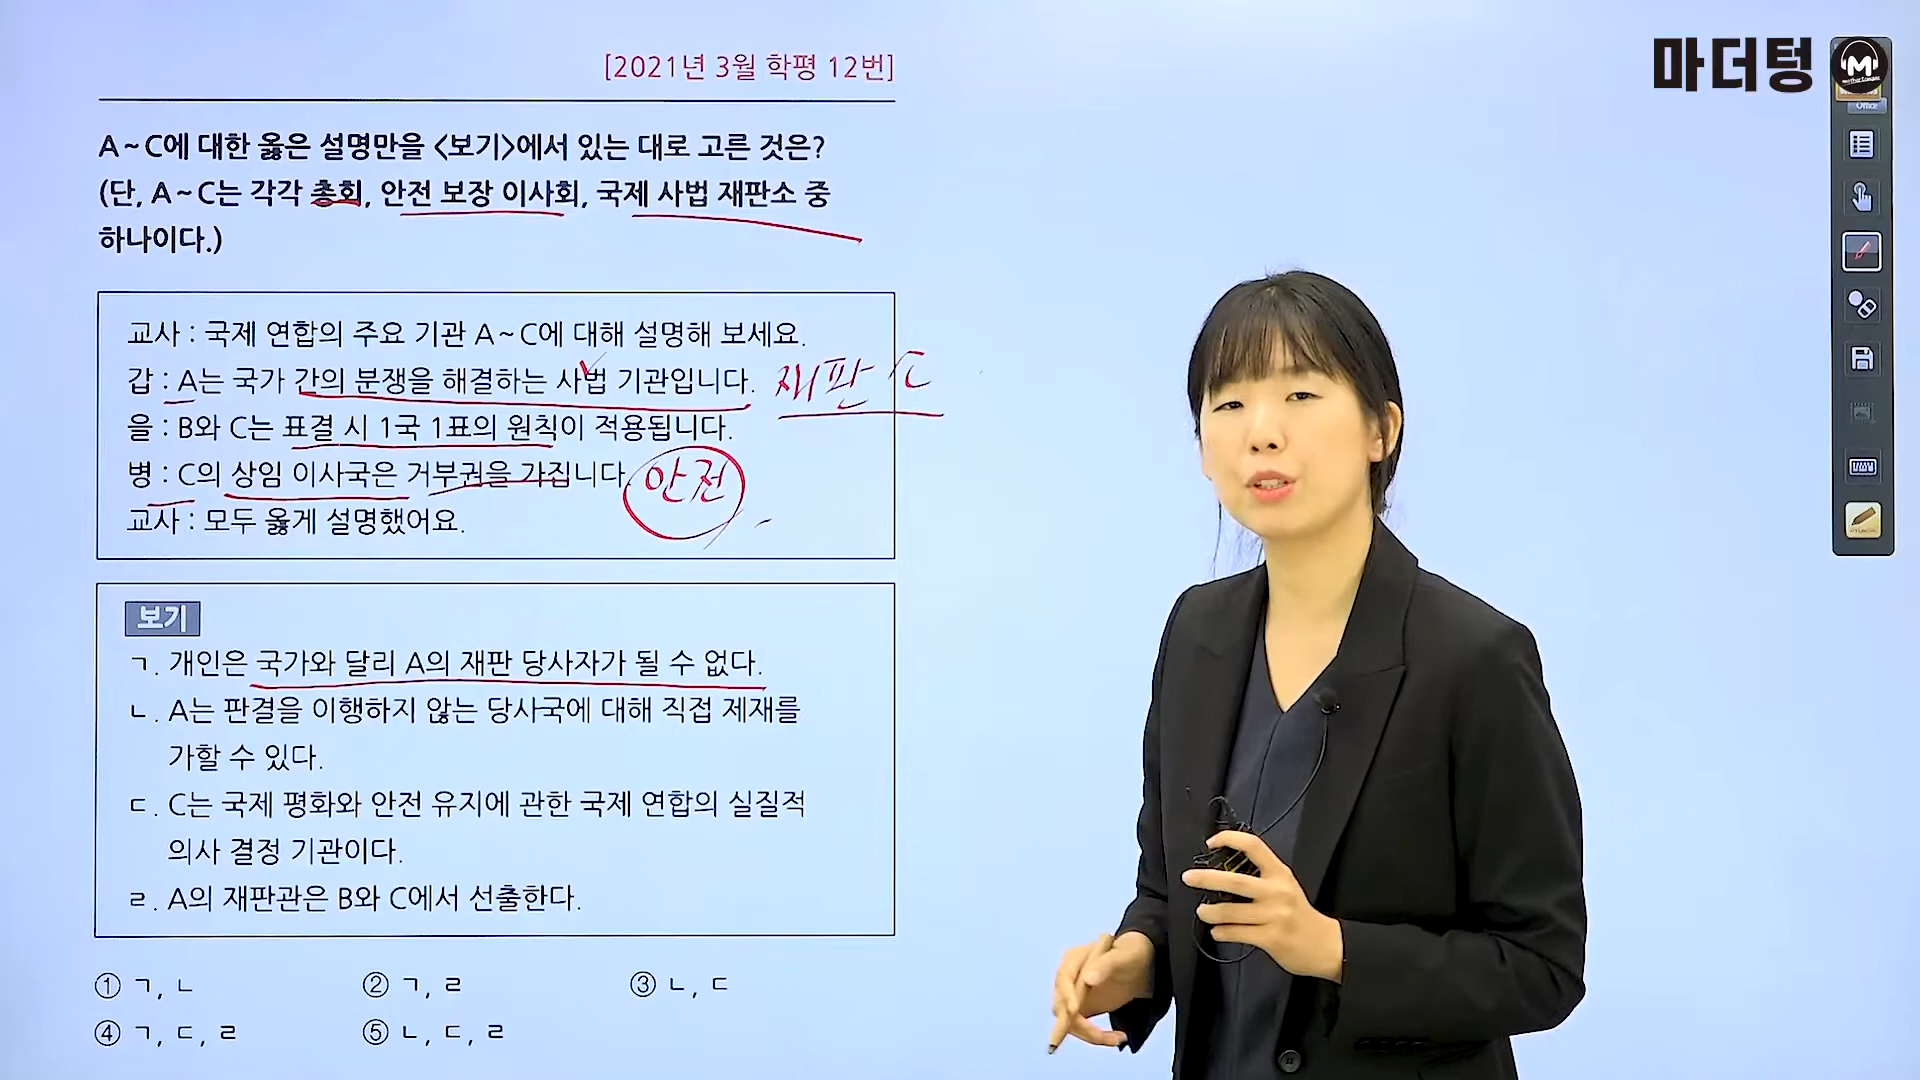 [2021년 3월 학평 12번]
마더텅
A~C에 대한 옳은 설명만을 <보기>에서 있는 대로 고른 것은?
(단, A~C는 각각 총회, 안전 보장 이사회, 국제 사법 재판소 중
하나이다.)
교사 : 국제 연합의 주요 기관 A~C에 대해 설명해 보세요.
갑 : A는 국가 간의 분쟁을 해결하는 사법 기관입니다. 재판
을 : B와 C는 표결 시 1국 1표의 원칙이 적용됩니다.
병 : C의 상임 이사국은 거부권을 가집니다. 안전
교사 : 모두 옳게 설명했어요.
보기
ㄱ. 개인은 국가와 달리 A의 재판 당사자가 될 수 없다.
ㄴ. A는 판결을 이행하지 않는 당사국에 대해 직접 제재를
가할 수 있다.
ㄷ. C는 국제 평화와 안전 유지에 관한 국제 연합의 실질적
의사 결정 기관이다.
ㄹ. A의 재판관은 B와 C에서 선출한다.
① ㄱ, ㄴ ② ㄱ, ㄹ ③ ㄴ, ㄷ
④ ㄱ, ㄷ, ㄹ ⑤ ㄴ, ㄷ, ㄹ